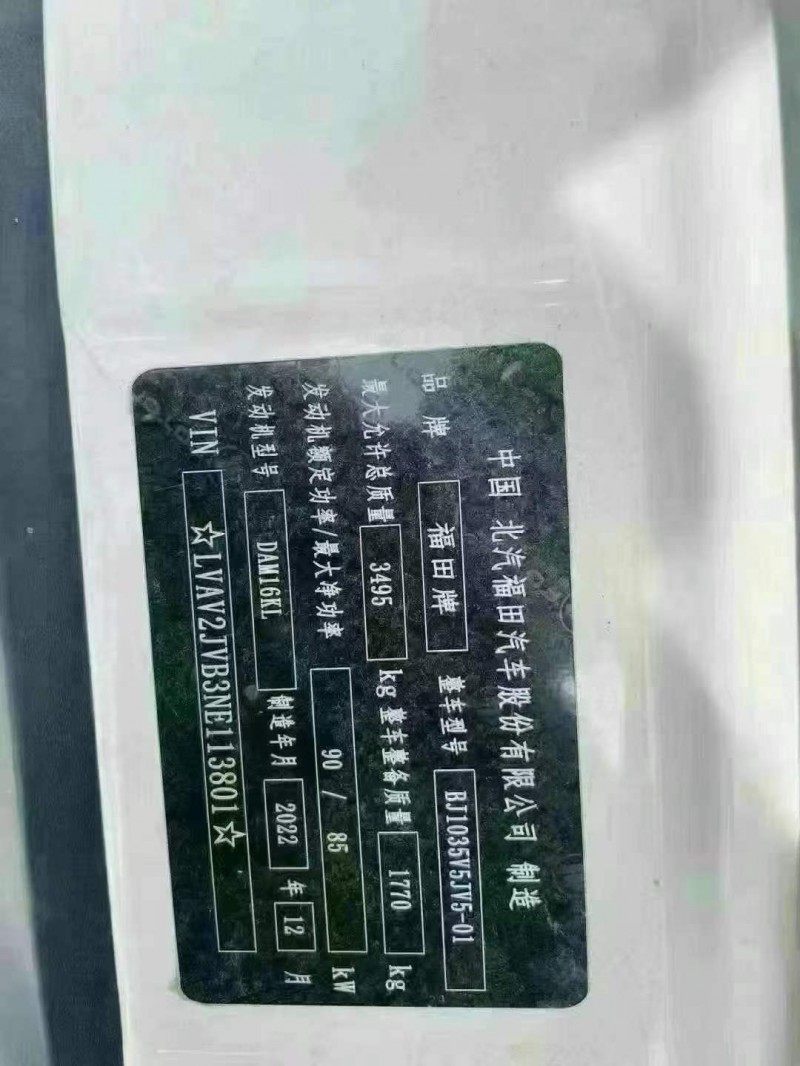 中国 北汽福田汽车股份有限公司 制造
品牌 福田牌 整车型号 BJ1035V5JV5-01
最大允许总质量 3495 kg 整车整备质量 1770 kg
发动机额定功率/最大净功率 90 / 85 kW
发动机型号 DAM16KL 制造年月 2022 年 12 月
VIN ☆LVAV2JVB3NE113801☆